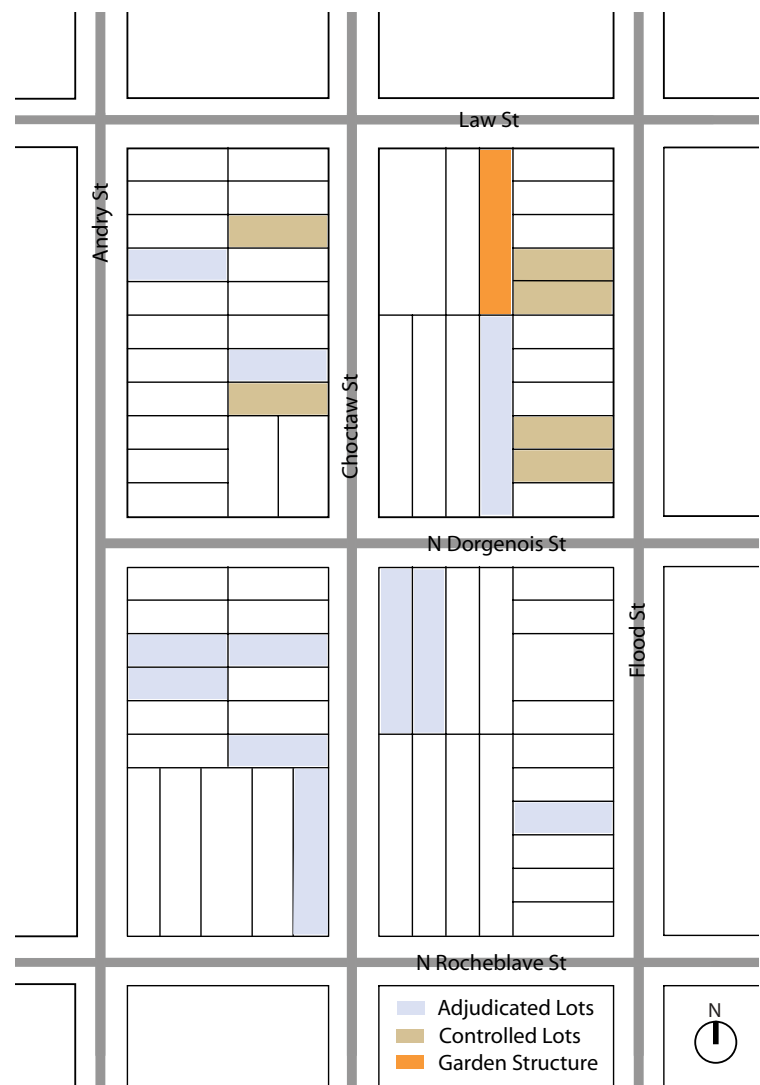 Law St
Andry St
Choctaw St
N Dorgenois St
Flood St
N Rocheblave St
Adjudicated Lots
Controlled Lots
Garden Structure
N